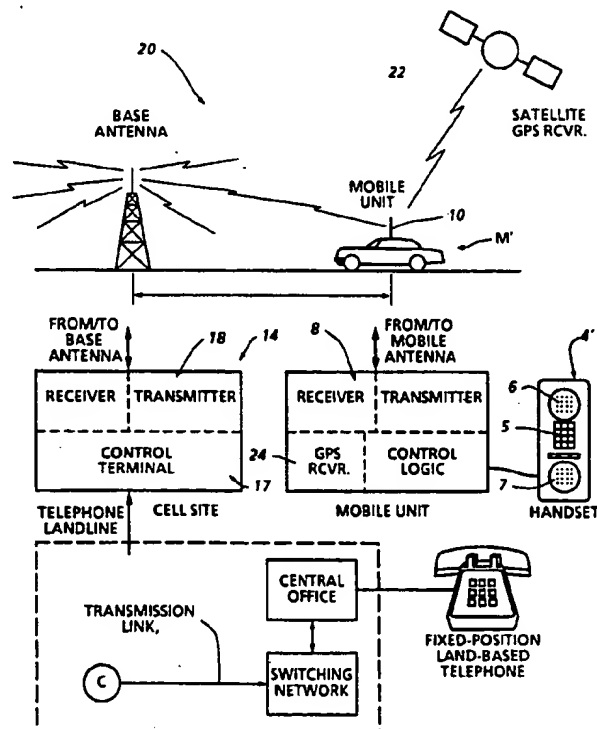 20
22
BASE
ANTENNA
SATELLITE
GPS RCVR.
MOBILE
UNIT
10
M'
FROM/TO
BASE
ANTENNA
18
14
8
FROM/TO
MOBILE
ANTENNA
4'
RECEIVER
TRANSMITTER
RECEIVER
TRANSMITTER
6
5
CONTROL
TERMINAL
24
GPS
RCVR.
CONTROL
LOGIC
17
7
TELEPHONE
LANDLINE
CELL SITE
MOBILE UNIT
HANDSET
CENTRAL
OFFICE
TRANSMISSION
LINK,
C
SWITCHING
NETWORK
FIXED-POSITION
LAND-BASED
TELEPHONE